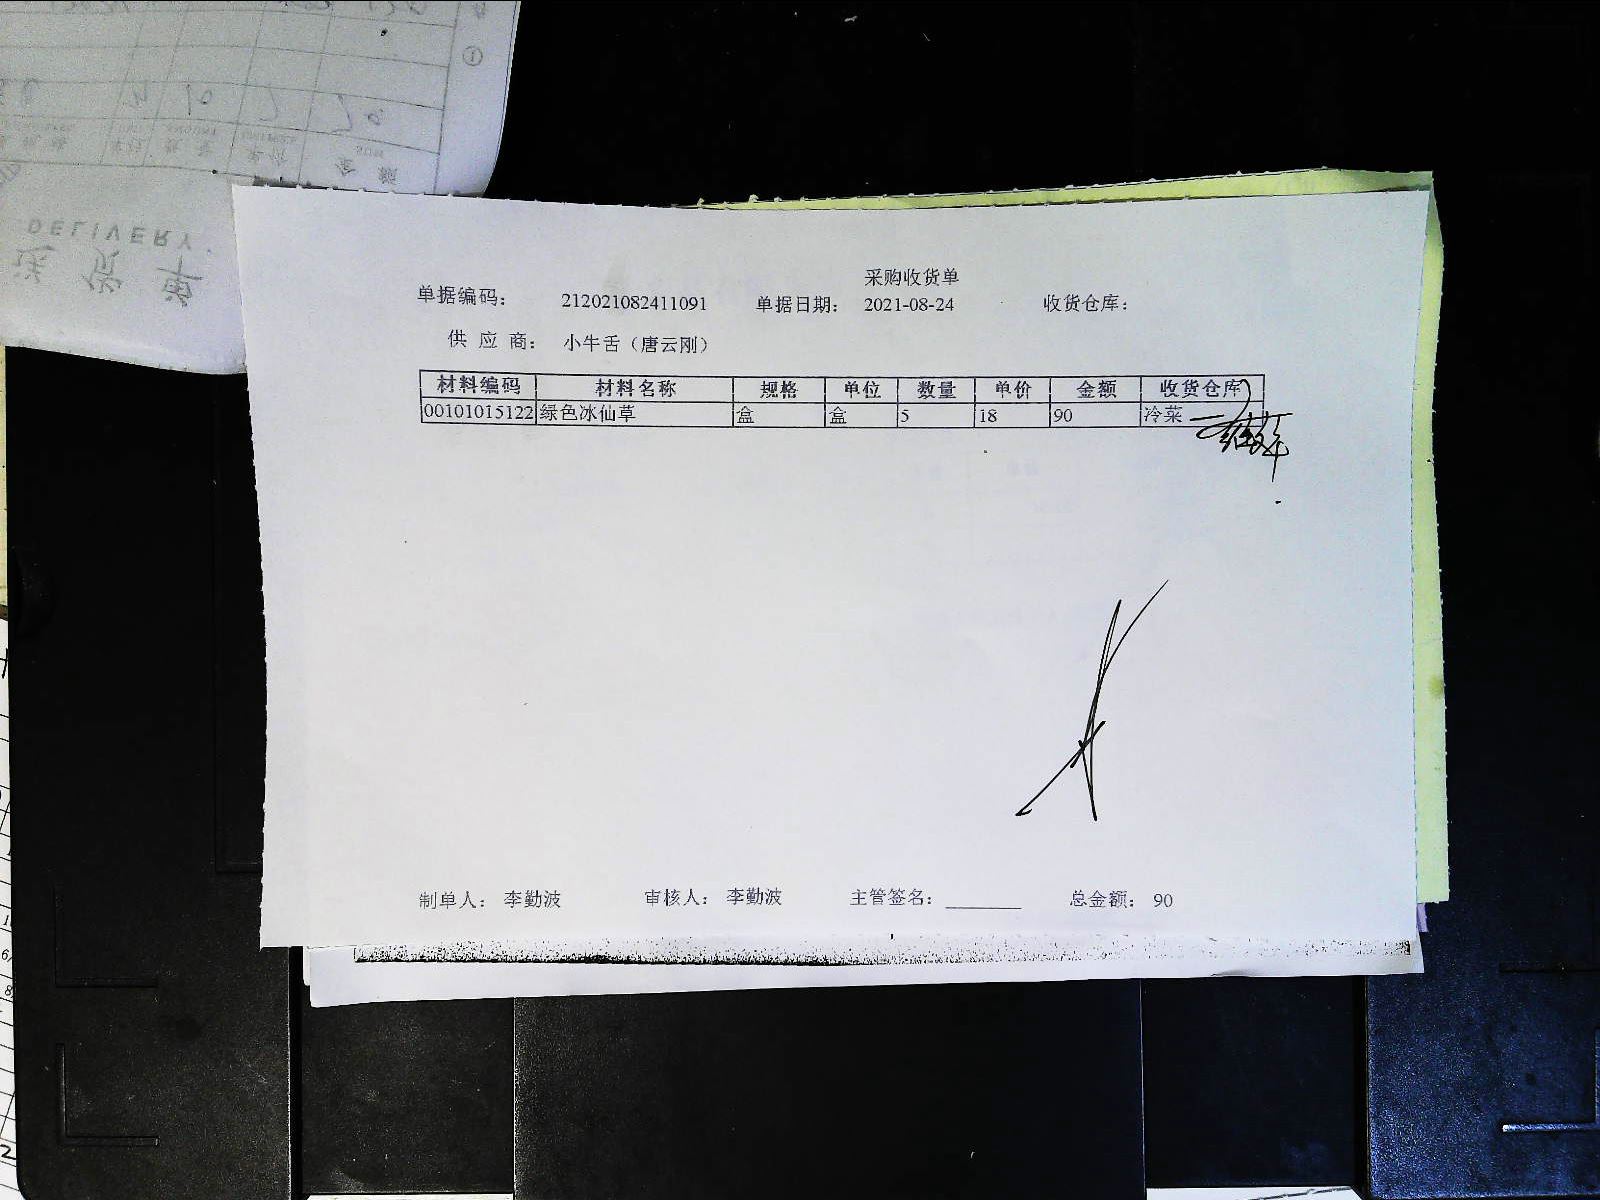 采购收货单
单据编码： 212021082411091 单据日期： 2021-08-24 收货仓库：
供 应 商： 小牛舌（唐云刚）
材料编码 材料名称 规格 单位 数量 单价 金额 收货仓库
00101015122 绿色冰仙草 盒 盒 5 18 90 冷菜
制单人： 李勤波 审核人： 李勤波 主管签名：________ 总金额： 90
送货单
DELIVERY